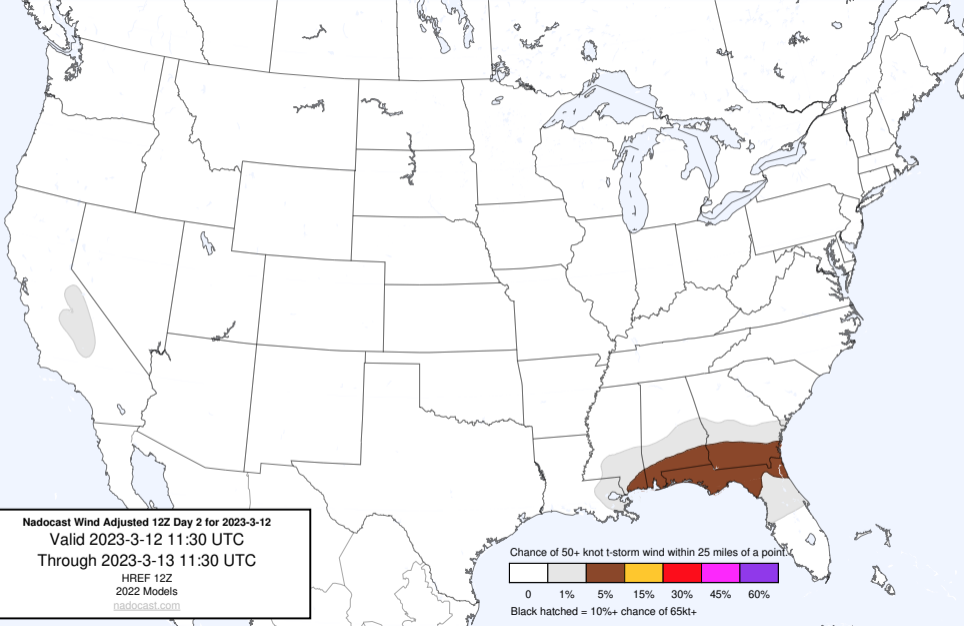 Nadocast Wind Adjusted 12Z Day 2 for 2023-3-12
Valid 2023-3-12 11:30 UTC
Through 2023-3-13 11:30 UTC
HREF 12Z
2022 Models
nadocast.com
Chance of 50+ knot t-storm wind within 25 miles of a point.
0 1% 5% 15% 30% 45% 60%
Black hatched = 10%+ chance of 65kt+